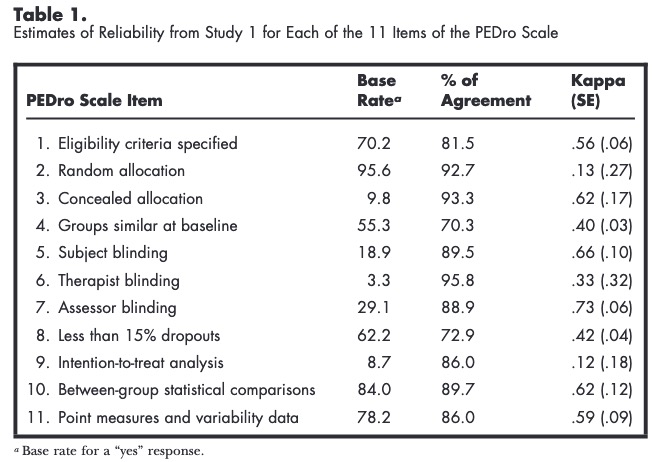 Table 1.
Estimates of Reliability from Study 1 for Each of the 11 Items of the PEDro Scale
PEDro Scale Item Base Rateᵃ % of Agreement Kappa (SE)
1. Eligibility criteria specified 70.2 81.5 .56 (.06)
2. Random allocation 95.6 92.7 .13 (.27)
3. Concealed allocation 9.8 93.3 .62 (.17)
4. Groups similar at baseline 55.3 70.3 .40 (.03)
5. Subject blinding 18.9 89.5 .66 (.10)
6. Therapist blinding 3.3 95.8 .33 (.32)
7. Assessor blinding 29.1 88.9 .73 (.06)
8. Less than 15% dropouts 62.2 72.9 .42 (.04)
9. Intention-to-treat analysis 8.7 86.0 .12 (.18)
10. Between-group statistical comparisons 84.0 89.7 .62 (.12)
11. Point measures and variability data 78.2 86.0 .59 (.09)
ᵃ Base rate for a “yes” response.